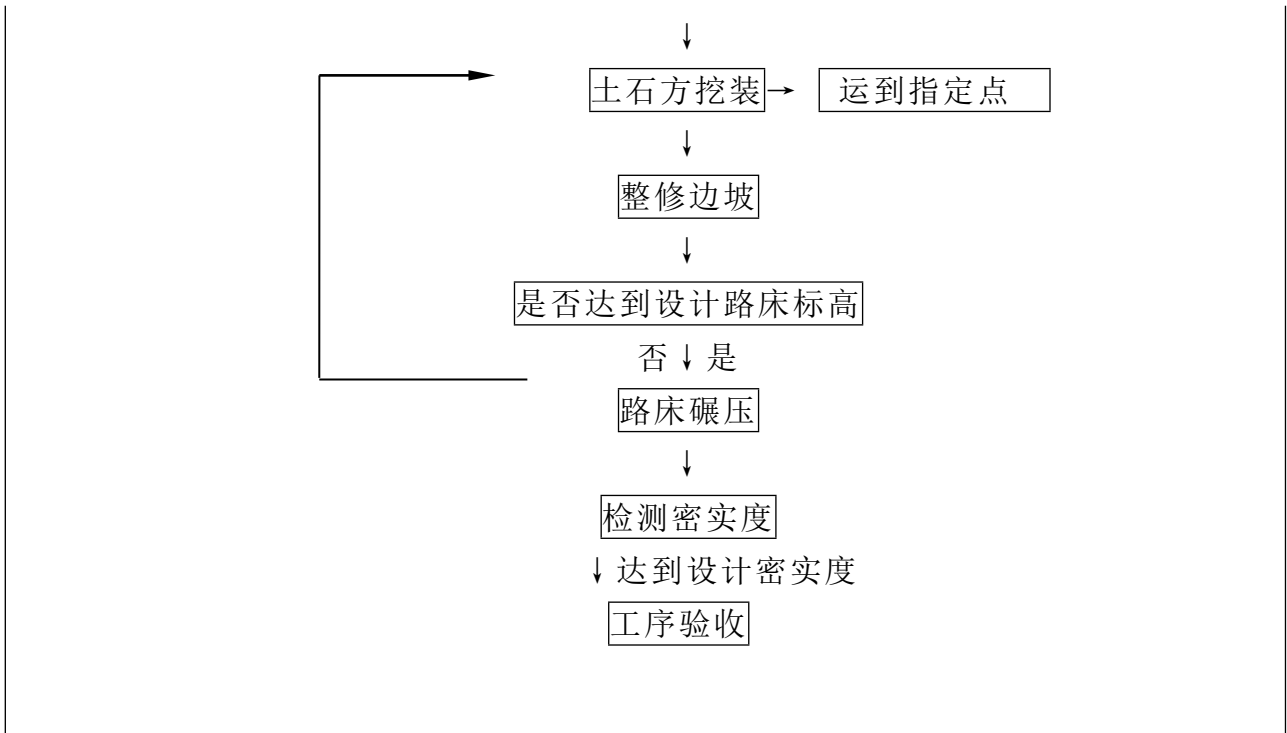 ↓
土石方挖装→ 运到指定点
↓
整修边坡
↓
是否达到设计路床标高
否↓是
路床碾压
↓
检测密实度
↓达到设计密实度
工序验收